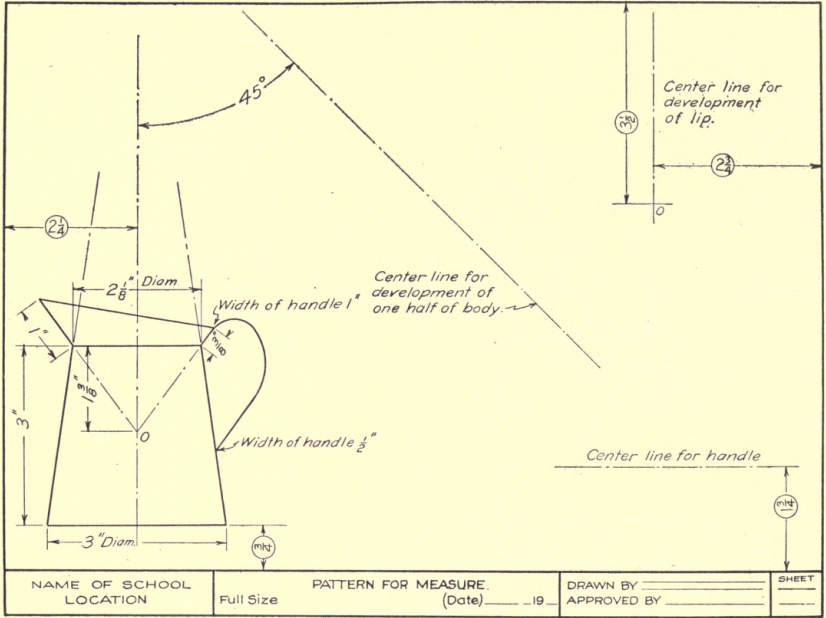 45°
3½
Center line for
development
of lip.
2¾
O
2¼
2⅛" Diam.
Width of handle 1"
Center line for
development of
one half of body.
1"
⅜"
3"
1⅜"
O
Width of handle ½"
Center line for handle
3"Diam.
¾
NAME OF SCHOOL
LOCATION
Full Size
PATTERN FOR MEASURE.
(Date) 19
DRAWN BY
APPROVED BY
SHEET